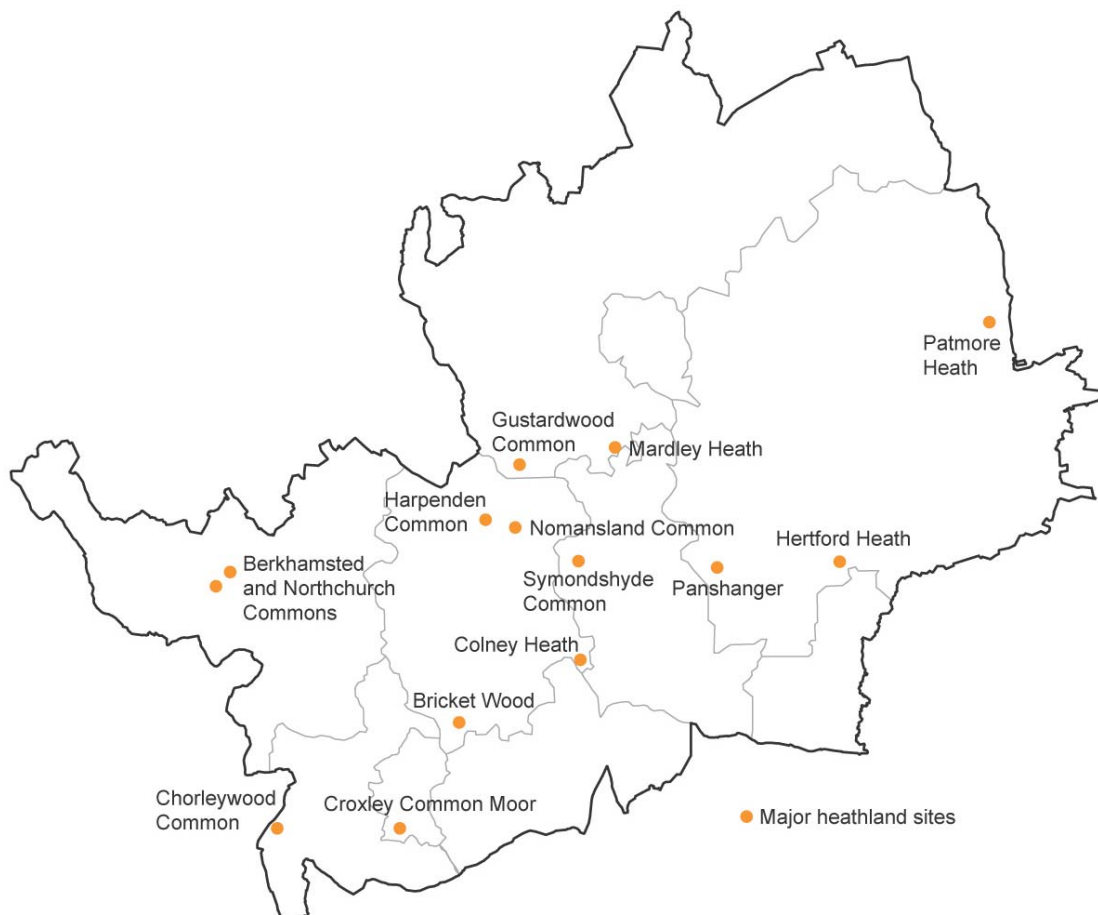 Patmore
Heath
Gustardwood
Common
Mardley Heath
Harpenden
Common
Nomansland Common
Hertford Heath
Berkhamsted
and Northchurch
Commons
Symondshyde
Common
Panshanger
Colney Heath
Bricket Wood
Chorleywood
Common
Croxley Common Moor
Major heathland sites